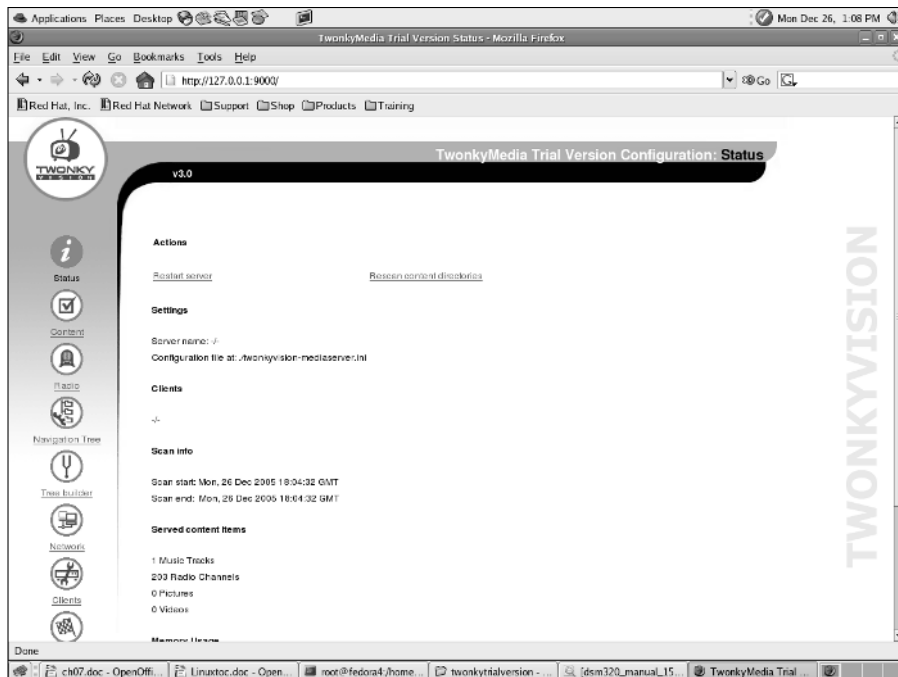 Applications Places Desktop
Mon Dec 26, 1:08 PM
TwonkyMedia Trial Version Status - Mozilla Firefox
File Edit View Go Bookmarks Tools Help
http://127.0.0.1:9000/
Go
Red Hat, Inc. Red Hat Network Support Shop Products Training
TWONKY
VISION
TwonkyMedia Trial Version Configuration: Status
v3.0
Actions
Restart server Rescan content directories
Status
Settings
Content
Server name: -/-
Configuration file at: ./twonkyvision-mediaserver.ini
Radio
Clients
-/-
Navigation Tree
Scan info
Scan start: Mon, 26 Dec 2005 18:04:32 GMT
Tree builder
Scan end: Mon, 26 Dec 2005 18:04:32 GMT
Served content items
Network
1 Music Tracks
203 Radio Channels
0 Pictures
Clients
0 Videos
Memory Usage
TWONKYVISION
Done
ch07.doc - OpenOffi... Linuxtoc.doc - Open... root@fedora4:/home... twonkytrialversion - ... [dsm320_manual_15... TwonkyMedia Trial ...